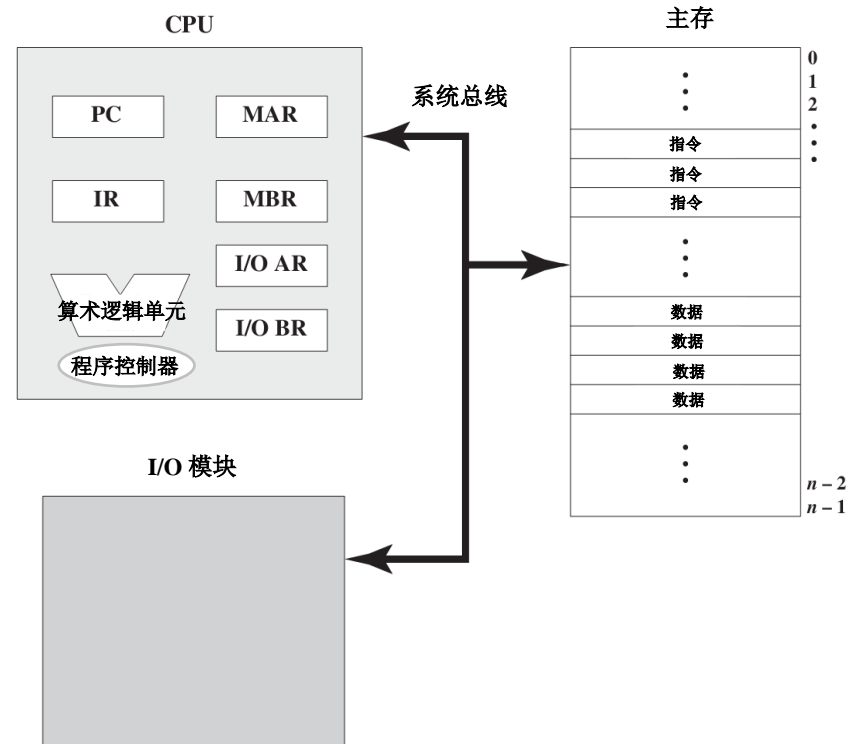 CPU
主存
系统总线
PC
MAR
IR
MBR
I/O AR
I/O BR
算术逻辑单元
程序控制器
0
1
2
指令
指令
指令
数据
数据
数据
数据
n – 2
n – 1
I/O 模块